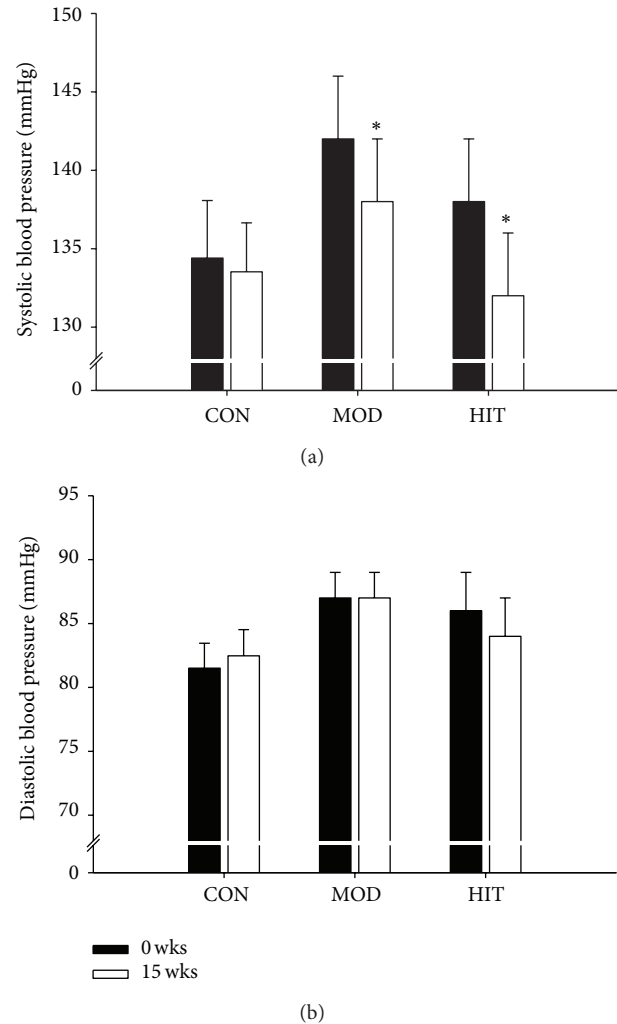 150
145
140
135
130
0
Systolic blood pressure (mmHg)
*
*
CON MOD HIT
(a)
95
90
85
80
75
70
0
Diastolic blood pressure (mmHg)
CON MOD HIT
0 wks
15 wks
(b)